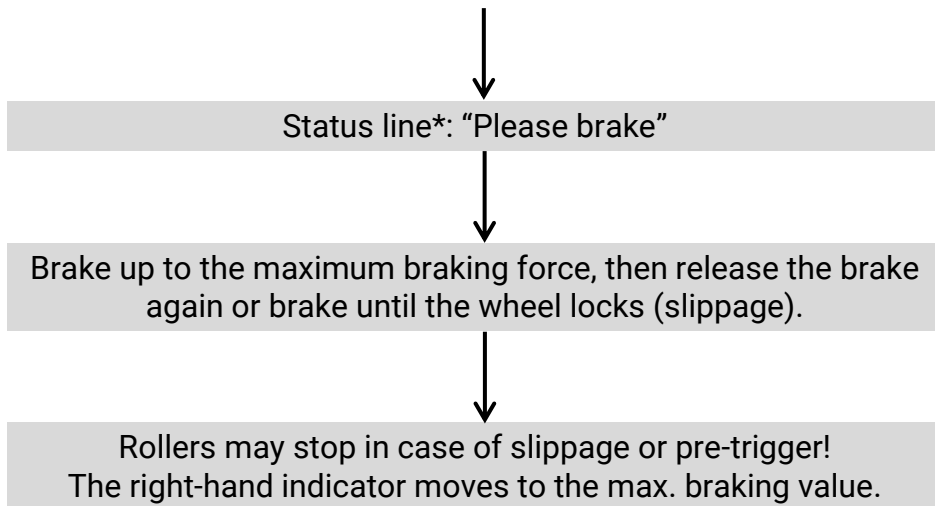 Status line*: “Please brake”
Brake up to the maximum braking force, then release the brake
again or brake until the wheel locks (slippage).
Rollers may stop in case of slippage or pre-trigger!
The right-hand indicator moves to the max. braking value.